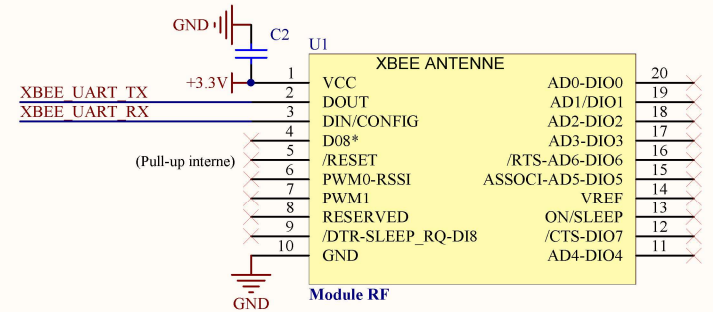 GND
C2
U1
XBEE ANTENNE
+3.3V
1 VCC AD0-DIO0 20
XBEE_UART_TX 2 DOUT AD1/DIO1 19
XBEE_UART_RX 3 DIN/CONFIG AD2-DIO2 18
4 D08* AD3-DIO3 17
(Pull-up interne) 5 /RESET /RTS-AD6-DIO6 16
6 PWM0-RSSI ASSOCI-AD5-DIO5 15
7 PWM1 VREF 14
8 RESERVED ON/SLEEP 13
9 /DTR-SLEEP_RQ-DI8 /CTS-DIO7 12
10 GND AD4-DIO4 11
GND
Module RF